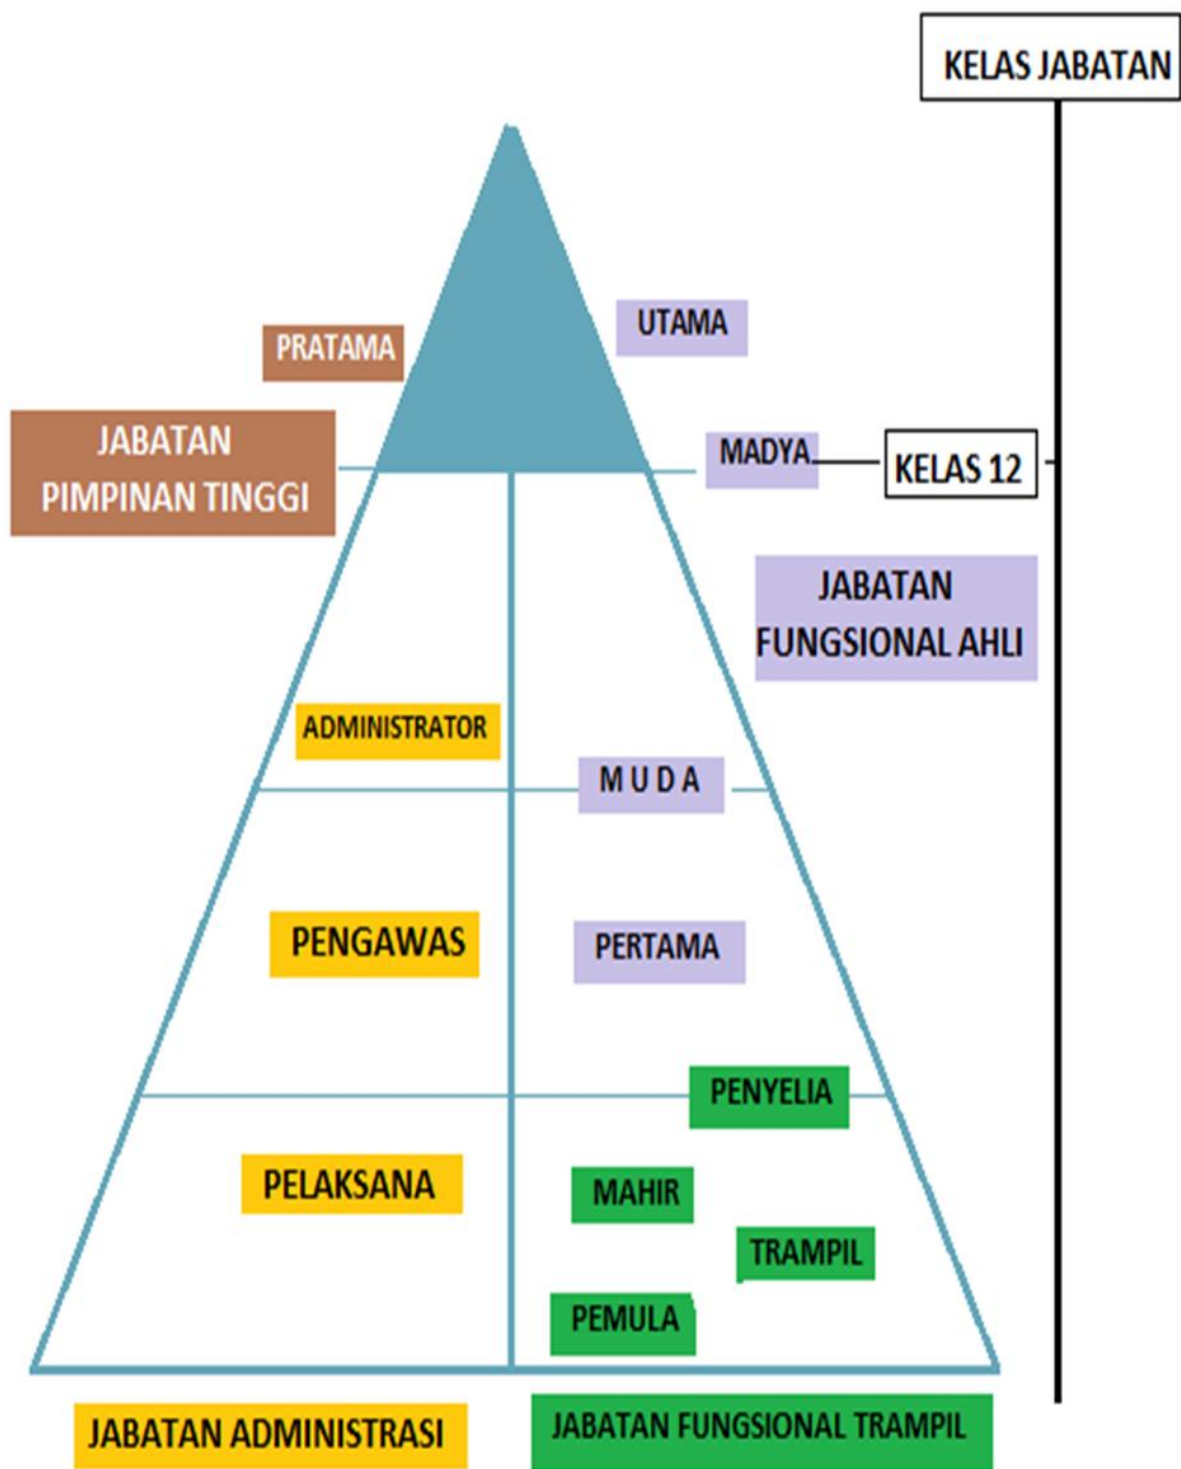 KELAS JABATAN
UTAMA
PRATAMA
JABATAN
PIMPINAN TINGGI
MADYA
KELAS 12
JABATAN
FUNGSIONAL AHLI
ADMINISTRATOR
M U D A
PENGAWAS
PERTAMA
PENYELIA
PELAKSANA
MAHIR
TRAMPIL
PEMULA
JABATAN ADMINISTRASI
JABATAN FUNGSIONAL TRAMPIL